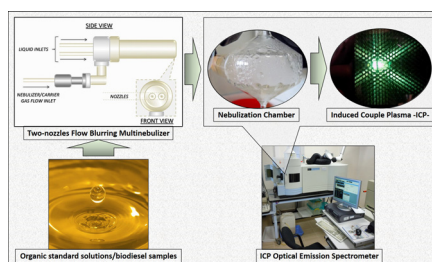 SIDE VIEW
LIQUID INLETS
NEBULIZER/CARRIER
GAS FLOW INLET
NOZZLES
FRONT VIEW
Two-nozzles Flow Blurring Multinebulizer
Nebulization Chamber
Induced Couple Plasma -ICP-
Organic standard solutions/biodiesel samples
ICP Optical Emission Spectrometer